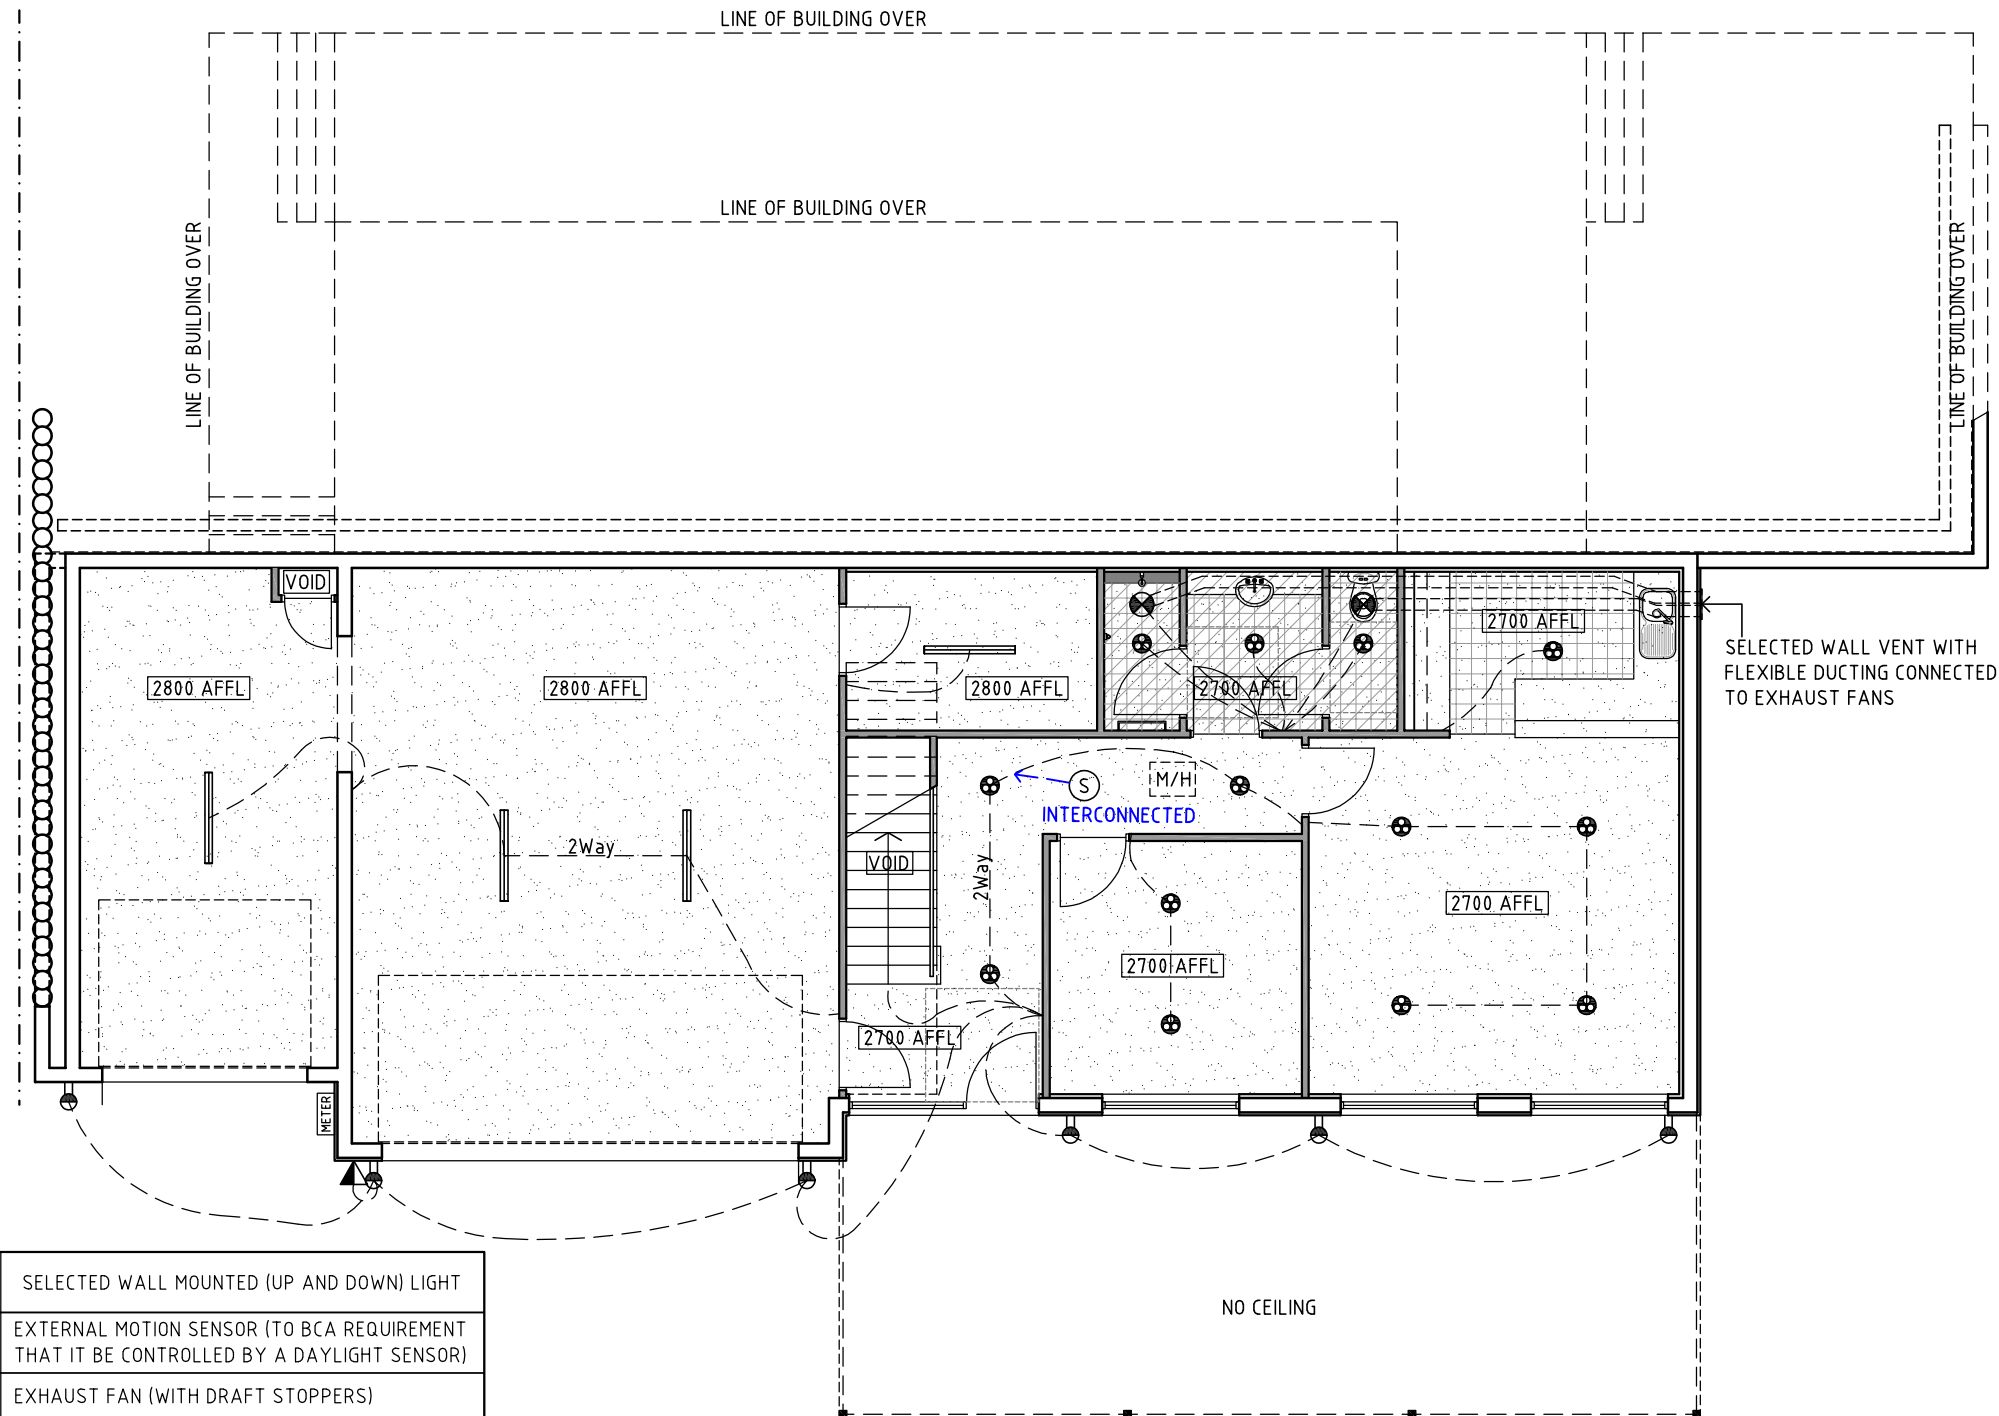 LINE OF BUILDING OVER
LINE OF BUILDING OVER
LINE OF BUILDING OVER
LINE OF BUILDING OVER
VOID
2700 AFFL
SELECTED WALL VENT WITH
FLEXIBLE DUCTING CONNECTED
TO EXHAUST FANS
2800 AFFL
2800 AFFL
2800 AFFL
2700 AFFL
S
M/H
INTERCONNECTED
2Way
VOID
2Way
2700 AFFL
2700 AFFL
2700 AFFL
METER
SELECTED WALL MOUNTED (UP AND DOWN) LIGHT
EXTERNAL MOTION SENSOR (TO BCA REQUIREMENT
THAT IT BE CONTROLLED BY A DAYLIGHT SENSOR)
EXHAUST FAN (WITH DRAFT STOPPERS)
NO CEILING